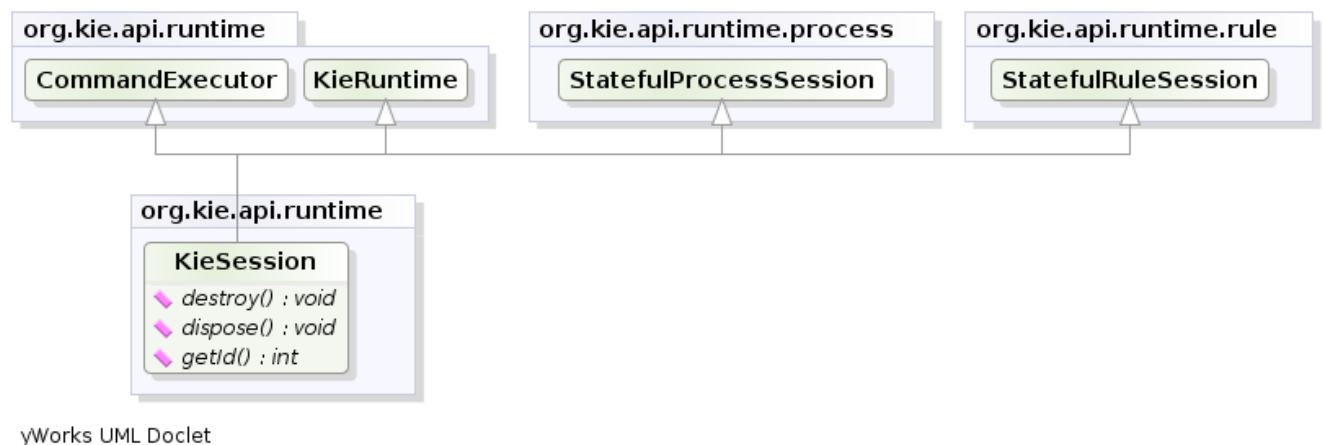 org.kie.api.runtime
org.kie.api.runtime.process
org.kie.api.runtime.rule
CommandExecutor
KieRuntime
StatefulProcessSession
StatefulRuleSession
org.kie.api.runtime
KieSession
destroy() : void
dispose() : void
getId() : int
yWorks UML Doclet